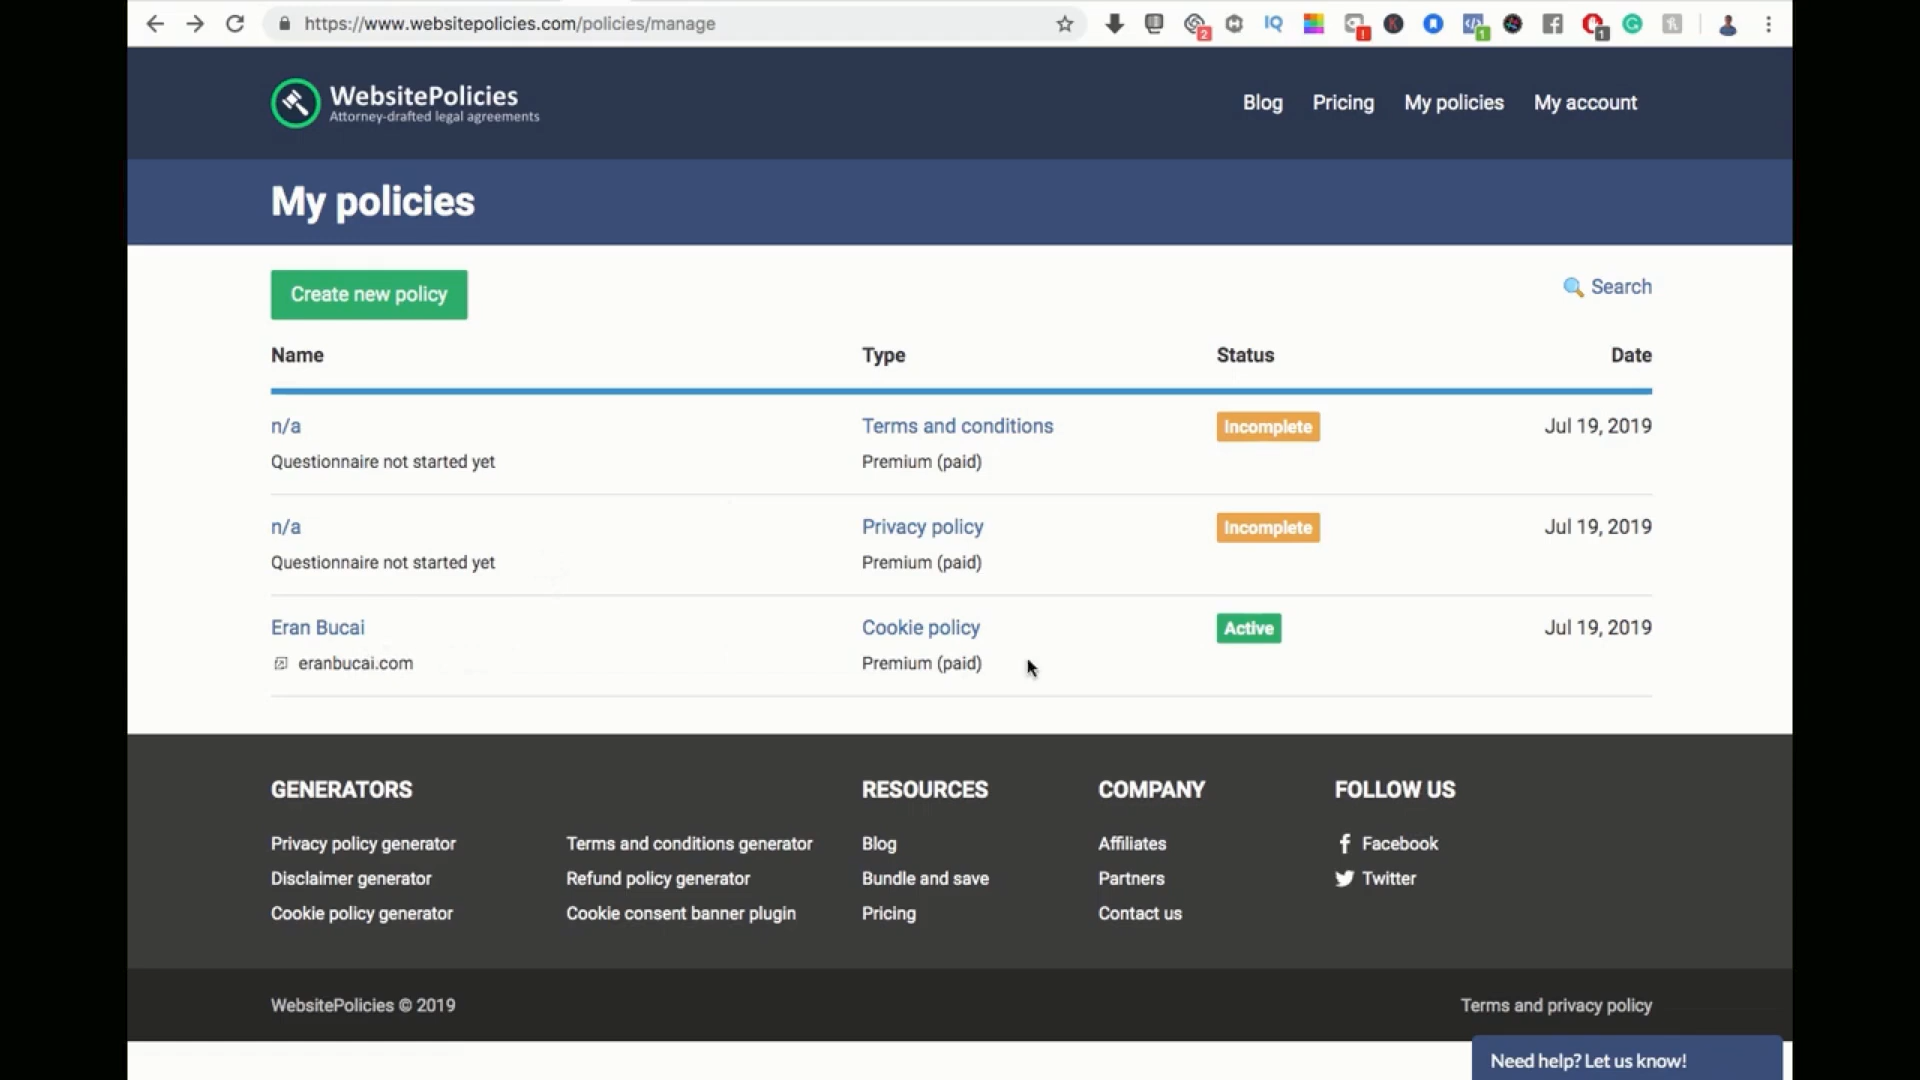 https://www.websitepolicies.com/policies/manage
IQ
2
!
1
1
WebsitePolicies
Attorney-drafted legal agreements
Blog Pricing My policies My account
My policies
Create new policy
Search
Name Type Status Date
n/a Terms and conditions Incomplete Jul 19, 2019
Questionnaire not started yet Premium (paid)
n/a Privacy policy Incomplete Jul 19, 2019
Questionnaire not started yet Premium (paid)
Eran Bucai Cookie policy Active Jul 19, 2019
eranbucai.com Premium (paid)
GENERATORS RESOURCES COMPANY FOLLOW US
Privacy policy generator Terms and conditions generator Blog Affiliates Facebook
Disclaimer generator Refund policy generator Bundle and save Partners Twitter
Cookie policy generator Cookie consent banner plugin Pricing Contact us
WebsitePolicies © 2019 Terms and privacy policy
Need help? Let us know!